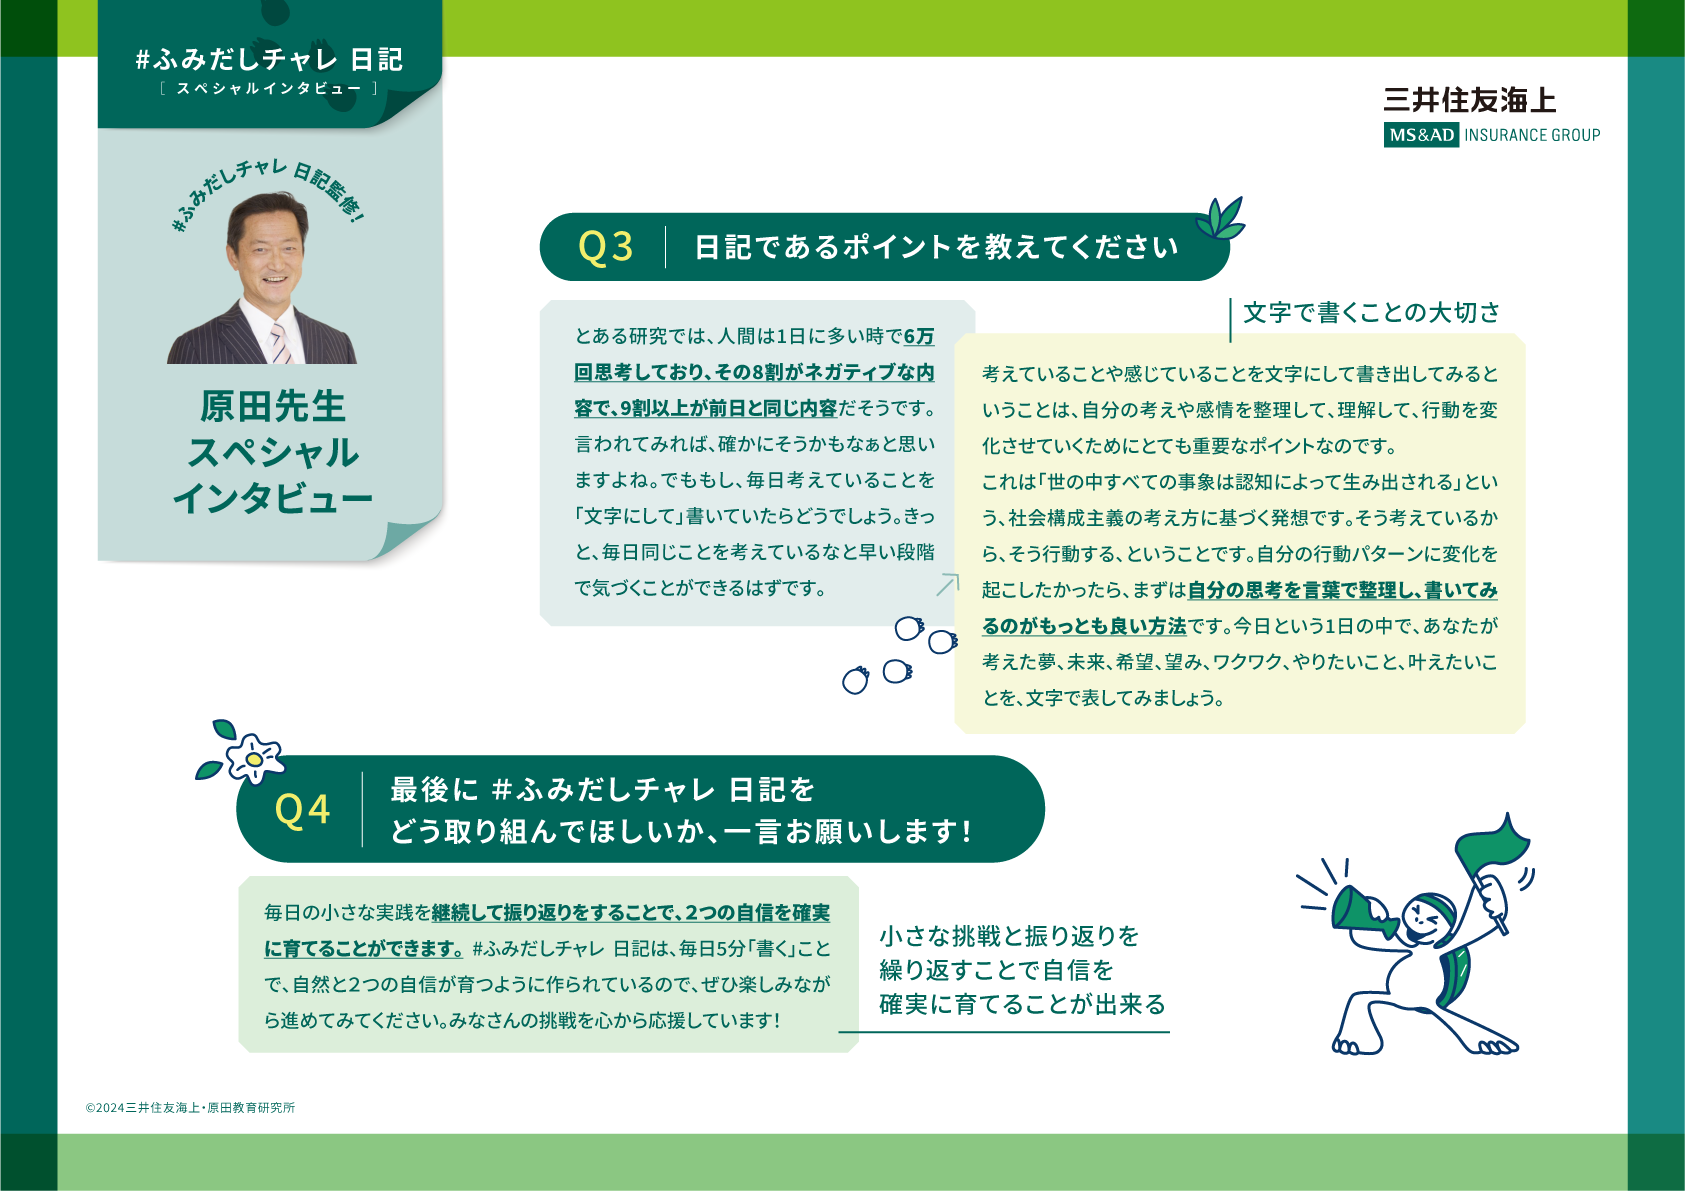 #ふみだしチャレ 日記
［ スペシャルインタビュー ］
#ふみだしチャレ 日記監修！
原田先生
スペシャル
インタビュー
三井住友海上
MS&AD INSURANCE GROUP
Q3 日記であるポイントを教えてください
とある研究では、人間は1日に多い時で6万
回思考しており、その8割がネガティブな内
容で、9割以上が前日と同じ内容だそうです。
言われてみれば、確かにそうかもなぁと思い
ますよね。でももし、毎日考えていることを
「文字にして」書いていたらどうでしょう。きっ
と、毎日同じことを考えているなと早い段階
で気づくことができるはずです。
文字で書くことの大切さ
考えていることや感じていることを文字にして書き出してみると
いうことは、自分の考えや感情を整理して、理解して、行動を変
化させていくためにとても重要なポイントなのです。
これは「世の中すべての事象は認知によって生み出される」とい
う、社会構成主義の考え方に基づく発想です。そう考えているか
ら、そう行動する、ということです。自分の行動パターンに変化を
起こしたかったら、まずは自分の思考を言葉で整理し、書いてみ
るのがもっとも良い方法です。今日という1日の中で、あなたが
考えた夢、未来、希望、望み、ワクワク、やりたいこと、叶えたいこ
とを、文字で表してみましょう。
Q4 最後に #ふみだしチャレ 日記を
どう取り組んでほしいか、一言お願いします！
毎日の小さな実践を継続して振り返りをすることで、2つの自信を確実
に育てることができます。 #ふみだしチャレ 日記は、毎日5分「書く」こと
で、自然と2つの自信が育つように作られているので、ぜひ楽しみなが
ら進めてみてください。みなさんの挑戦を心から応援しています！
小さな挑戦と振り返りを
繰り返すことで自信を
確実に育てることが出来る
©2024三井住友海上・原田教育研究所